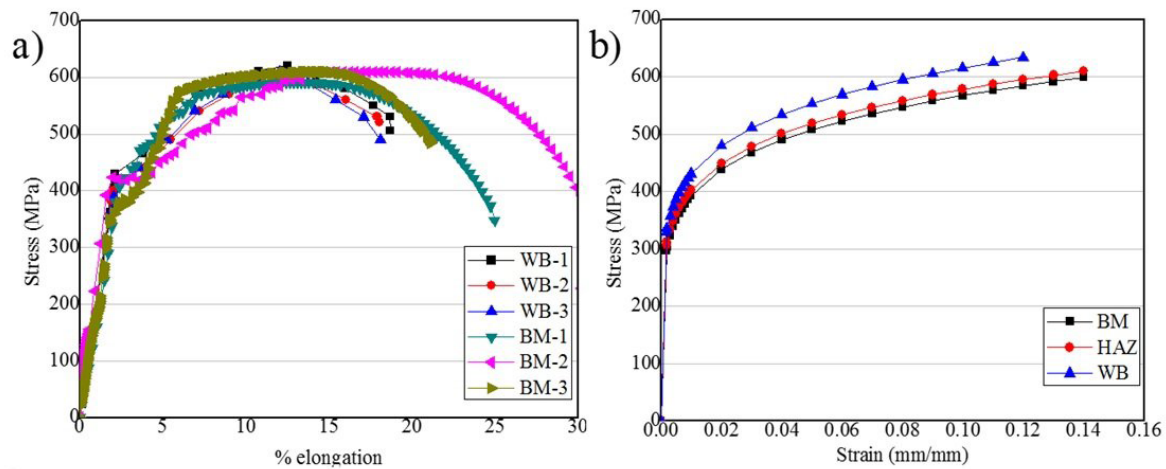 a)
Stress (MPa)
700
600
500
400
300
200
100
0
0 5 10 15 20 25 30
% elongation
WB-1
WB-2
WB-3
BM-1
BM-2
BM-3
b)
Stress (MPa)
700
600
500
400
300
200
100
0
0.00 0.02 0.04 0.06 0.08 0.10 0.12 0.14 0.16
Strain (mm/mm)
BM
HAZ
WB